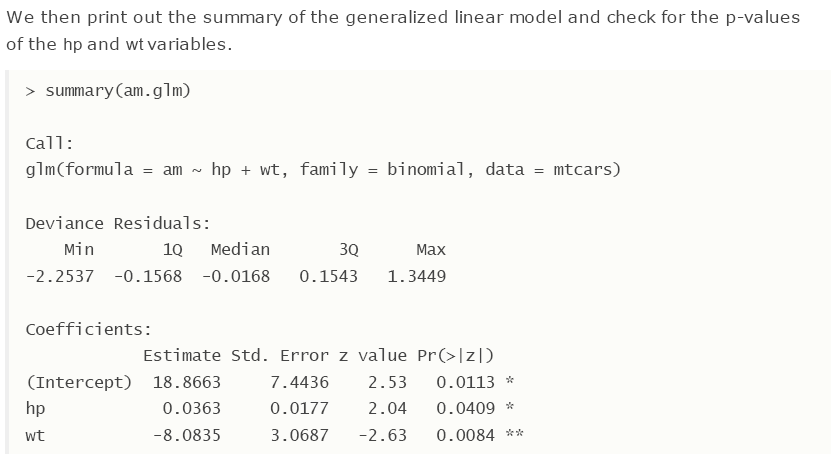 We then print out the summary of the generalized linear model and check for the p-values
of the hp and wt variables.
> summary(am.glm)
Call:
glm(formula = am ~ hp + wt, family = binomial, data = mtcars)
Deviance Residuals:
    Min       1Q   Median       3Q      Max
-2.2537  -0.1568  -0.0168   0.1543   1.3449
Coefficients:
            Estimate Std. Error z value Pr(>|z|)
(Intercept)  18.8663     7.4436    2.53   0.0113 *
hp            0.0363     0.0177    2.04   0.0409 *
wt           -8.0835     3.0687   -2.63   0.0084 **